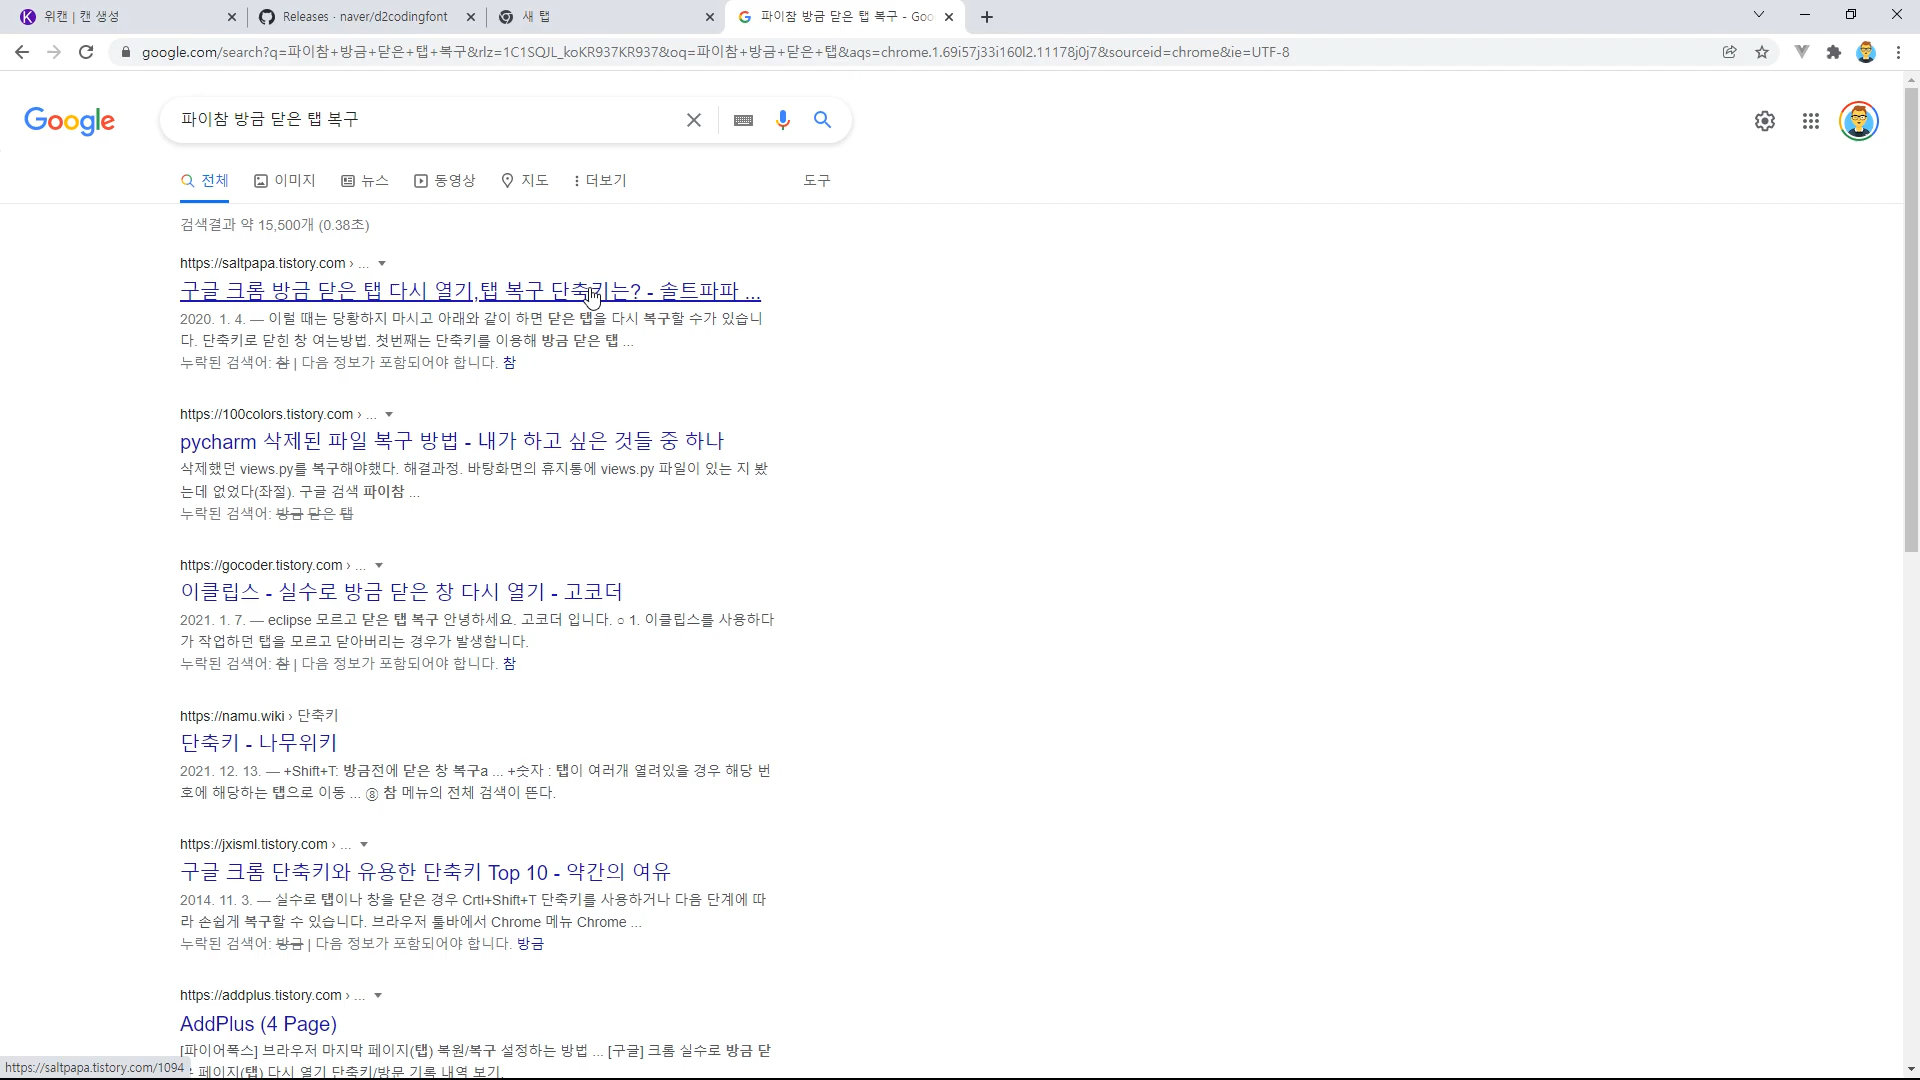 위캔 | 캔 생성
Releases · naver/d2codingfont
새 탭
파이참 방금 닫은 탭 복구 - Goo
google.com/search?q=파이참+방금+닫은+탭+복구&rlz=1C1SQJL_koKR937KR937&oq=파이참+방금+닫은+탭&aqs=chrome.1.69i57j33i160l2.11178j0j7&sourceid=chrome&ie=UTF-8
Google
파이참 방금 닫은 탭 복구
전체 이미지 뉴스 동영상 지도 더보기 도구
검색결과 약 15,500개 (0.38초)
https://saltpapa.tistory.com › ...
구글 크롬 방금 닫은 탭 다시 열기,탭 복구 단축키는? - 솔트파파 ...
2020. 1. 4. — 이럴 때는 당황하지 마시고 아래와 같이 하면 닫은 탭을 다시 복구할 수가 있습니
다. 단축키로 닫힌 창 여는방법. 첫번째는 단축키를 이용해 방금 닫은 탭 ...
누락된 검색어: 참 | 다음 정보가 포함되어야 합니다. 참
https://100colors.tistory.com › ...
pycharm 삭제된 파일 복구 방법 - 내가 하고 싶은 것들 중 하나
삭제했던 views.py를 복구해야했다. 해결과정. 바탕화면의 휴지통에 views.py 파일이 있는 지 봤
는데 없었다(좌절). 구글 검색 파이참 ...
누락된 검색어: 방금 닫은 탭
https://gocoder.tistory.com › ...
이클립스 - 실수로 방금 닫은 창 다시 열기 - 고코더
2021. 1. 7. — eclipse 모르고 닫은 탭 복구 안녕하세요. 고코더 입니다. ○ 1. 이클립스를 사용하다
가 작업하던 탭을 모르고 닫아버리는 경우가 발생합니다.
누락된 검색어: 참 | 다음 정보가 포함되어야 합니다. 참
https://namu.wiki › 단축키
단축키 - 나무위키
2021. 12. 13. — +Shift+T: 방금전에 닫은 창 복구a ... +숫자 : 탭이 여러개 열려있을 경우 해당 번
호에 해당하는 탭으로 이동 ... ⑧ 참 메뉴의 전체 검색이 뜬다.
https://jxisml.tistory.com › ...
구글 크롬 단축키와 유용한 단축키 Top 10 - 약간의 여유
2014. 11. 3. — 실수로 탭이나 창을 닫은 경우 Crtl+Shift+T 단축키를 사용하거나 다음 단계에 따
라 손쉽게 복구할 수 있습니다. 브라우저 툴바에서 Chrome 메뉴 Chrome ...
누락된 검색어: 방금 | 다음 정보가 포함되어야 합니다. 방금
https://addplus.tistory.com › ...
AddPlus (4 Page)
[파이어폭스] 브라우저 마지막 페이지(탭) 복원/복구 설정하는 방법 ... [구글] 크롬 실수로 방금 닫
페이지(탭) 다시 열기 단축키/방문 기록 내역 보기.
https://saltpapa.tistory.com/1094